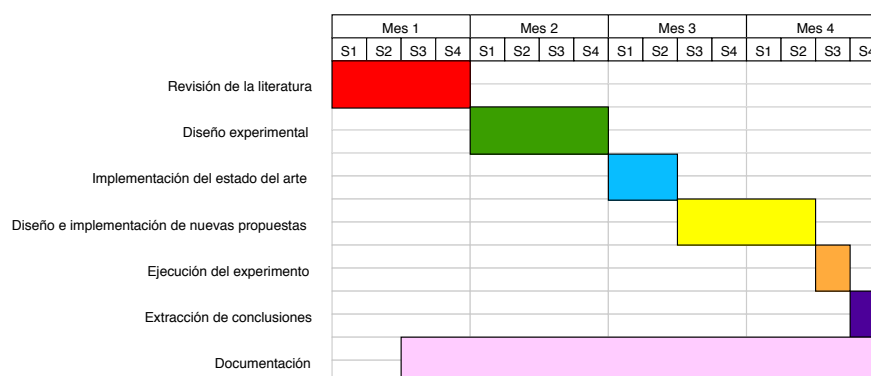 Mes 1 Mes 2 Mes 3 Mes 4
S1 S2 S3 S4 S1 S2 S3 S4 S1 S2 S3 S4 S1 S2 S3 S4
Revisión de la literatura
Diseño experimental
Implementación del estado del arte
Diseño e implementación de nuevas propuestas
Ejecución del experimento
Extracción de conclusiones
Documentación